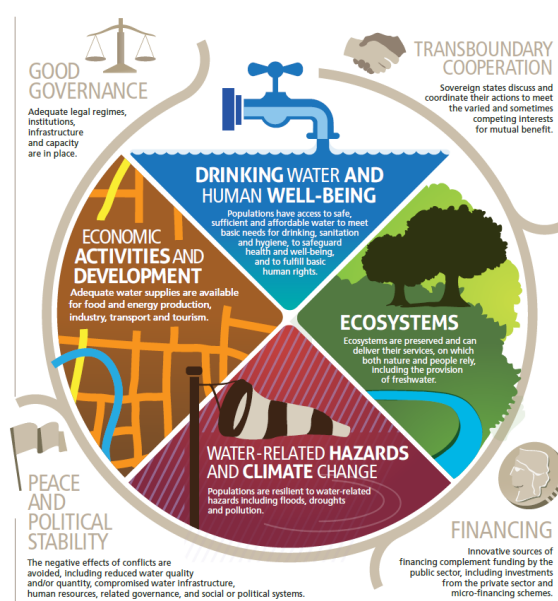 GOOD
GOVERNANCE
Adequate legal regimes,
institutions,
infrastructure
and capacity
are in place.
TRANSBOUNDARY
COOPERATION
Sovereign states discuss and
coordinate their actions to meet
the varied and sometimes
competing interests
for mutual benefit.
DRINKING WATER AND
HUMAN WELL-BEING
Populations have access to safe,
sufficient and affordable water to meet
basic needs for drinking, sanitation
and hygiene, to safeguard
health and well-being,
and to fulfill basic
human rights.
ECONOMIC
ACTIVITIES AND
DEVELOPMENT
Adequate water supplies are available
for food and energy production,
industry, transport and tourism.
ECOSYSTEMS
Ecosystems are preserved and can
deliver their services, on which
both nature and people rely,
including the provision
of freshwater.
WATER-RELATED HAZARDS
AND CLIMATE CHANGE
Populations are resilient to water-related
hazards including floods, droughts
and pollution.
PEACE
AND
POLITICAL
STABILITY
The negative effects of conflicts are
avoided, including reduced water quality
and/or quantity, compromised water infrastructure,
human resources, related governance, and social or political systems.
FINANCING
Innovative sources of
financing complement funding by the
public sector, including investments
from the private sector and
micro-financing schemes.